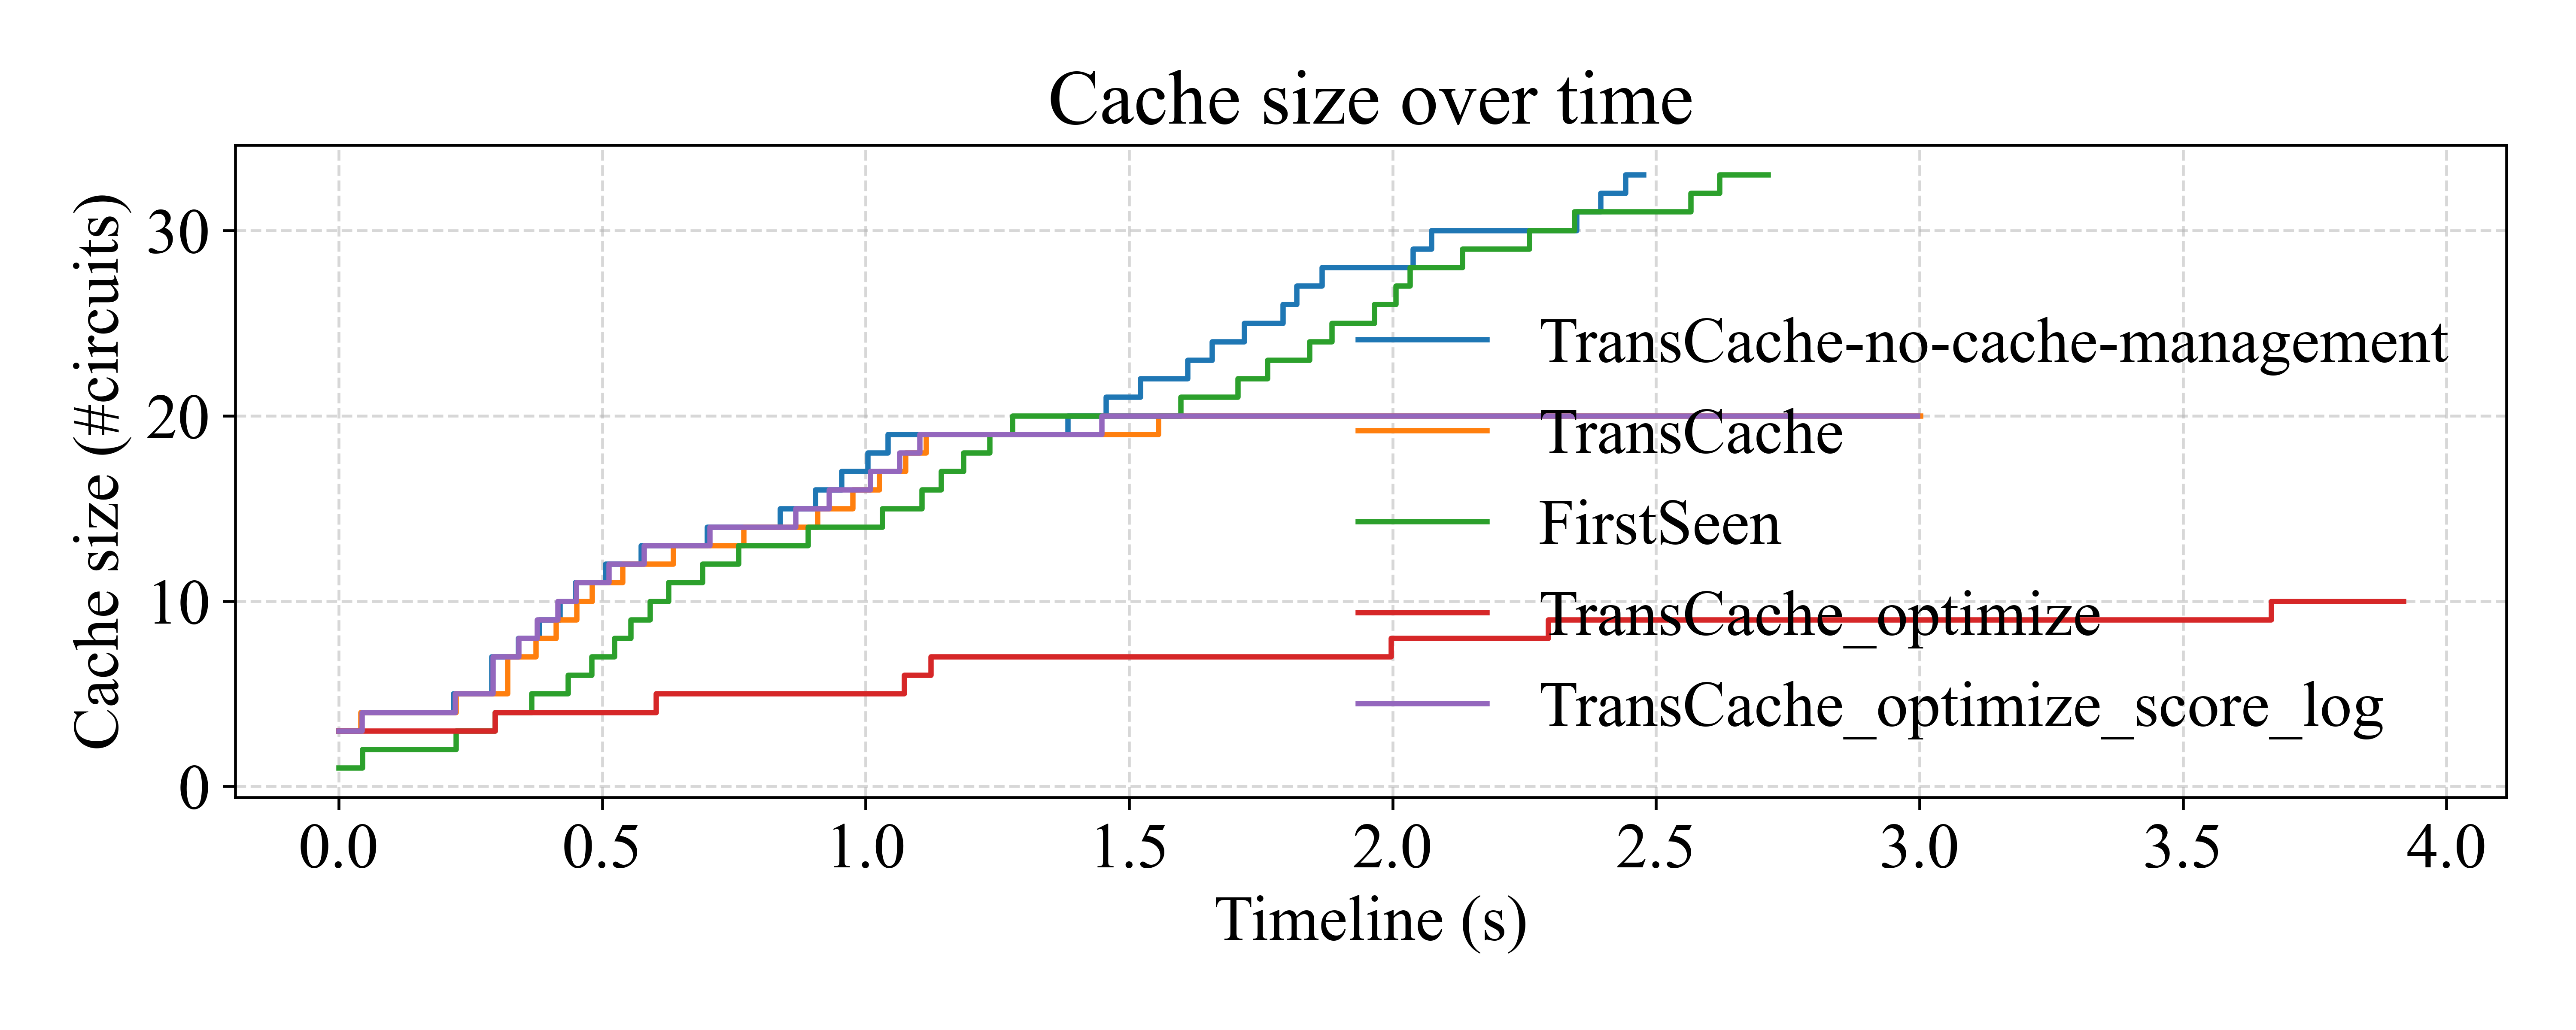 Cache size over time
Cache size (#circuits)
30
20
10
0
TransCache-no-cache-management
TransCache
FirstSeen
TransCache_optimize
TransCache_optimize_score_log
0.0 0.5 1.0 1.5 2.0 2.5 3.0 3.5 4.0
Timeline (s)